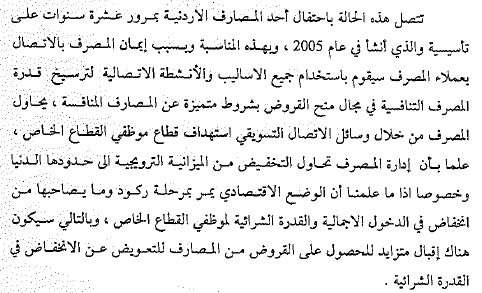 تتصل هذه الحالة باحتفال أحد المصارف الأردنية بمرور عشرة سنوات على
تأسيسية والذي أنشأ في عام 2005 ، وبهذه المناسبة وبسبب إيمان المصرف بالاتصال
بعملاء المصرف سيقوم باستخدام جميع الاساليب والأنشطة الاتصالية لترسيخ قدرة
المصرف التنافسية في مجال منح القروض بشروط متميزة عن المصارف المنافسة ، يحاول
المصرف من خلال وسائل الاتصال التسويقي استهداف قطاع موظفي القطاع الخاص ،
علما بأن إدارة المصرف تحاول التخفيض من الميزانية الترويجية الى حدودها الدنيا
وخصوصا اذا ما علمنا أن الوضع الاقتصادي يمر بمرحلة ركود وما يصاحبها من
انخفاض في الدخول الاجمالية والقدرة الشرائية لموظفي القطاع الخاص ، وبالتالي سيكون
هناك إقبال متزايد للحصول على القروض من المصارف للتعويض عن الانخفاض في
القدرة الشرائية .